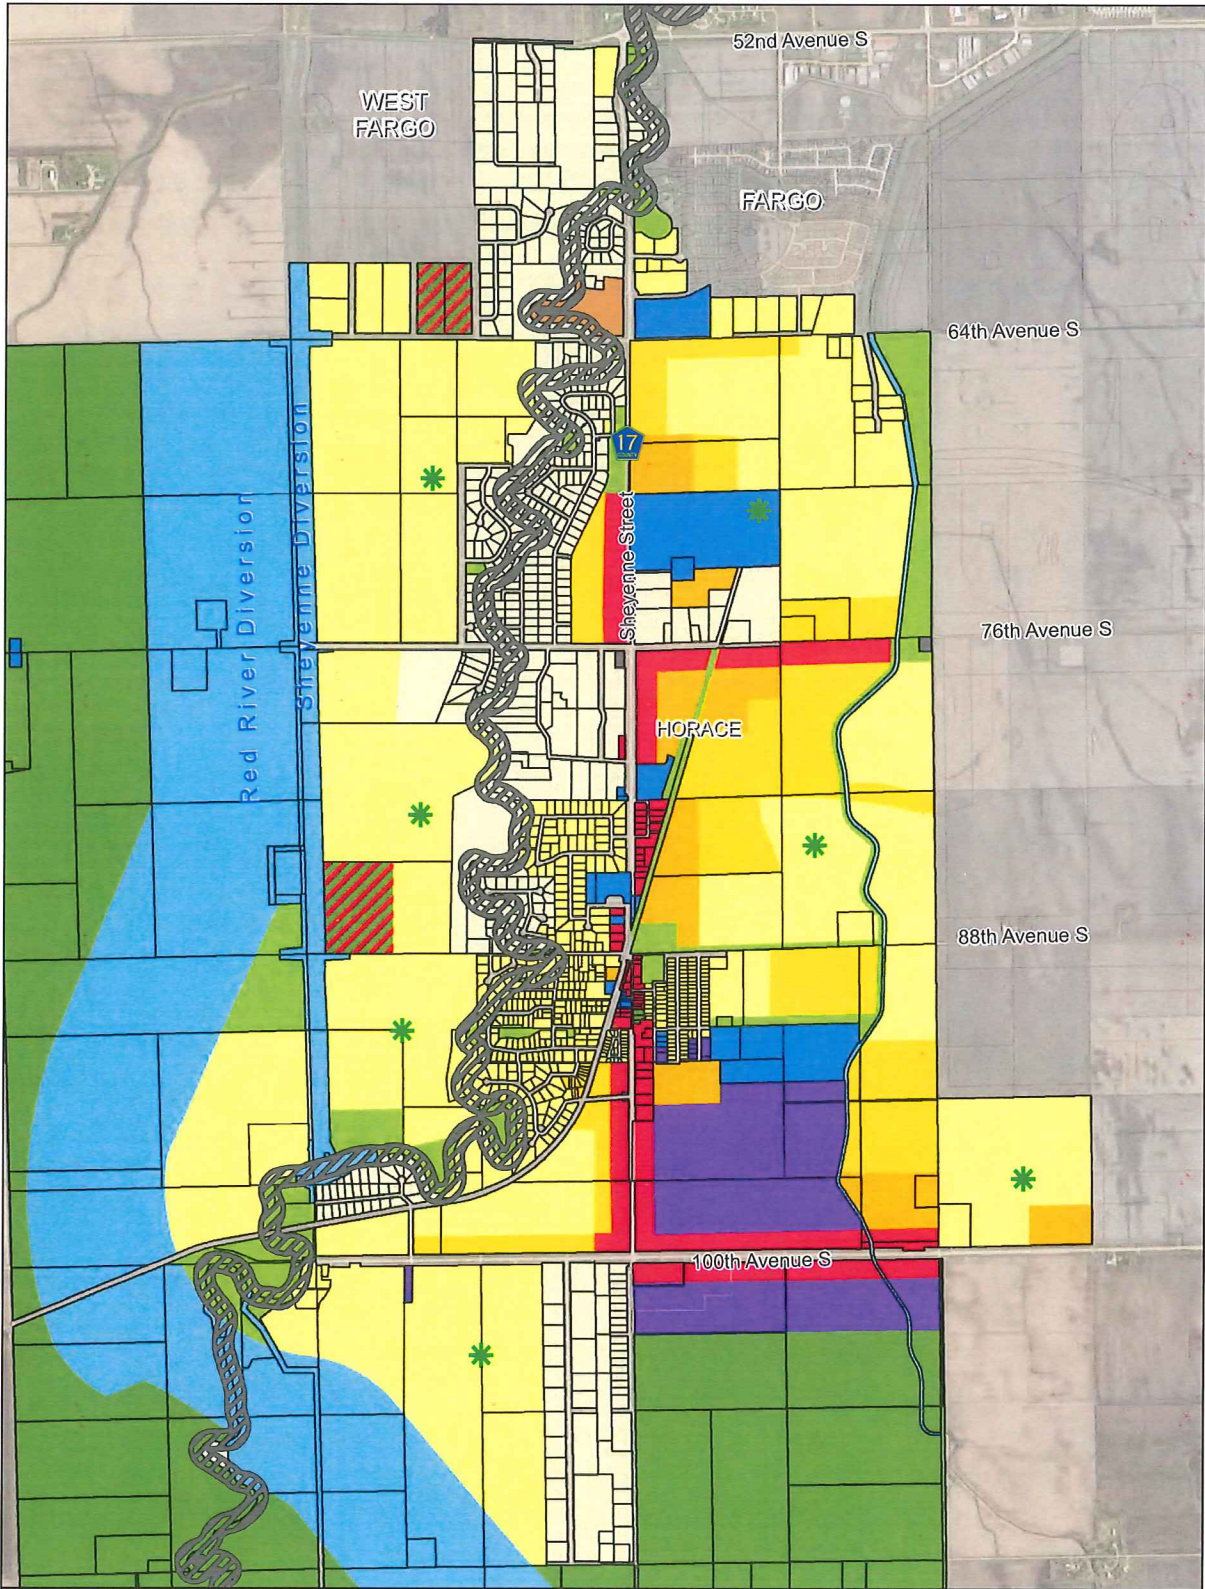 52nd Avenue S
WEST
FARGO
FARGO
64th Avenue S
17
COUNTY
Sheyenne Diversion
Red River Diversion
Sheyenne Street
76th Avenue S
HORACE
88th Avenue S
100th Avenue S